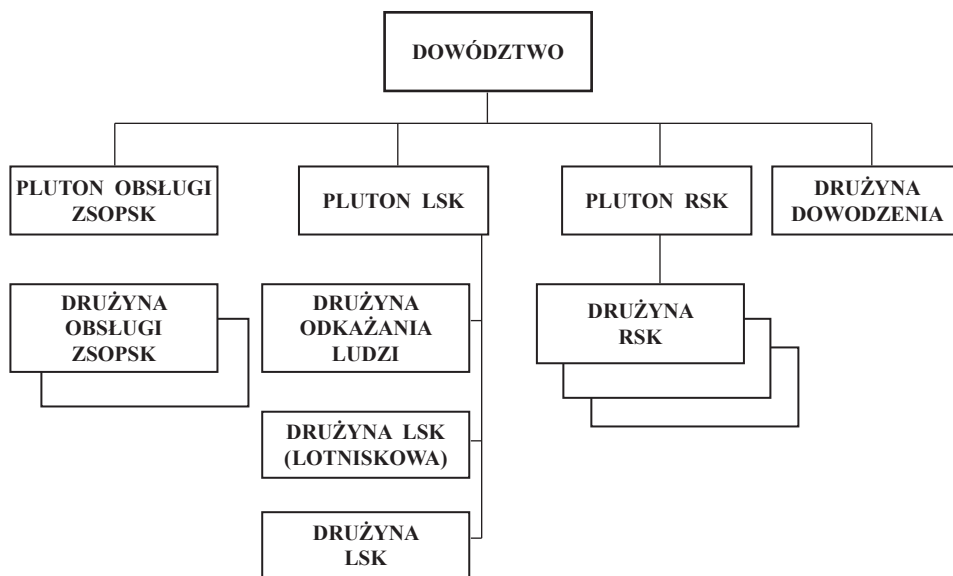 DOWÓDZTWO
PLUTON OBSŁUGI
ZSOPSK
PLUTON LSK
PLUTON RSK
DRUŻYNA
DOWODZENIA
DRUŻYNA
OBSŁUGI
ZSOPSK
DRUŻYNA
ODKAŻANIA
LUDZI
DRUŻYNA
RSK
DRUŻYNA LSK
(LOTNISKOWA)
DRUŻYNA
LSK